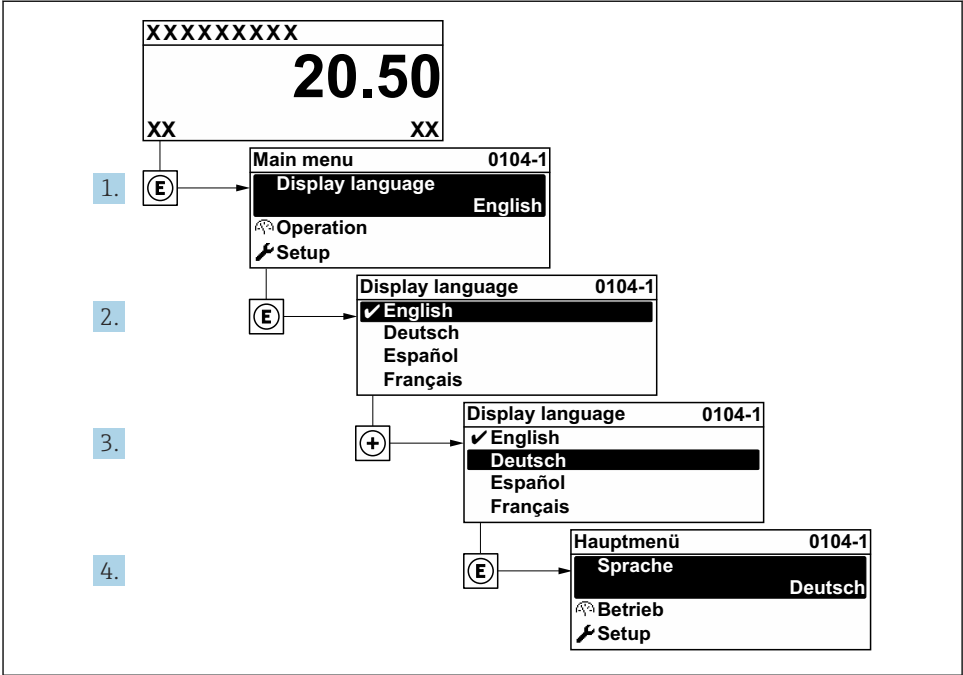 XXXXXXXXX
20.50
XX XX
Main menu 0104-1
1. E Display language
English
Operation
Setup
Display language 0104-1
2. E ✔English
Deutsch
Español
Français
Display language 0104-1
3. + ✔English
Deutsch
Español
Français
Hauptmenü 0104-1
4. E Sprache
Deutsch
Betrieb
Setup